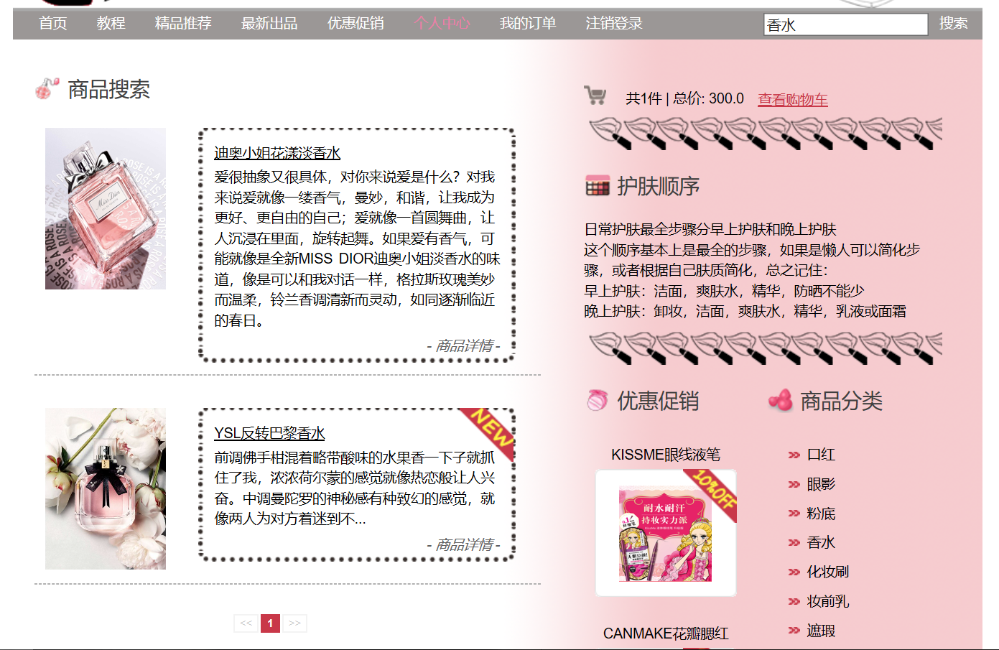 首页 教程 精品推荐 最新出品 优惠促销 个人中心 我的订单 注销登录 香水 搜索
商品搜索
迪奥小姐花漾淡香水
爱很抽象又很具体，对你来说爱是什么？对我
来说爱就像一缕香气，曼妙，和谐，让我成为
更好、更自由的自己；爱就像一首圆舞曲，让
人沉浸在里面，旋转起舞。如果爱有香气，可
能就像是全新MISS DIOR迪奥小姐淡香水的味
道，像是可以和我对话一样，格拉斯玫瑰美妙
而温柔，铃兰香调清新而灵动，如同逐渐临近
的春日。
- 商品详情 -
Miss Dior
NEW
YSL反转巴黎香水
前调佛手柑混着略带酸味的水果香一下子就抓
住了我，浓浓荷尔蒙的感觉就像热恋般让人兴
奋。中调曼陀罗的神秘感有种致幻的感觉，就
像两人为对方着迷到不...
- 商品详情 -
<< 1 >>
共1件 | 总价: 300.0 查看购物车
护肤顺序
日常护肤最全步骤分早上护肤和晚上护肤
这个顺序基本上是最全的步骤，如果是懒人可以简化步
骤，或者根据自己肤质简化，总之记住：
早上护肤：洁面，爽肤水，精华，防晒不能少
晚上护肤：卸妆，洁面，爽肤水，精华，乳液或面霜
优惠促销
KISSME眼线液笔
10%OFF
耐水耐汗
持妆实力派
CANMAKE花瓣腮红
商品分类
口红
眼影
粉底
香水
化妆刷
妆前乳
遮瑕